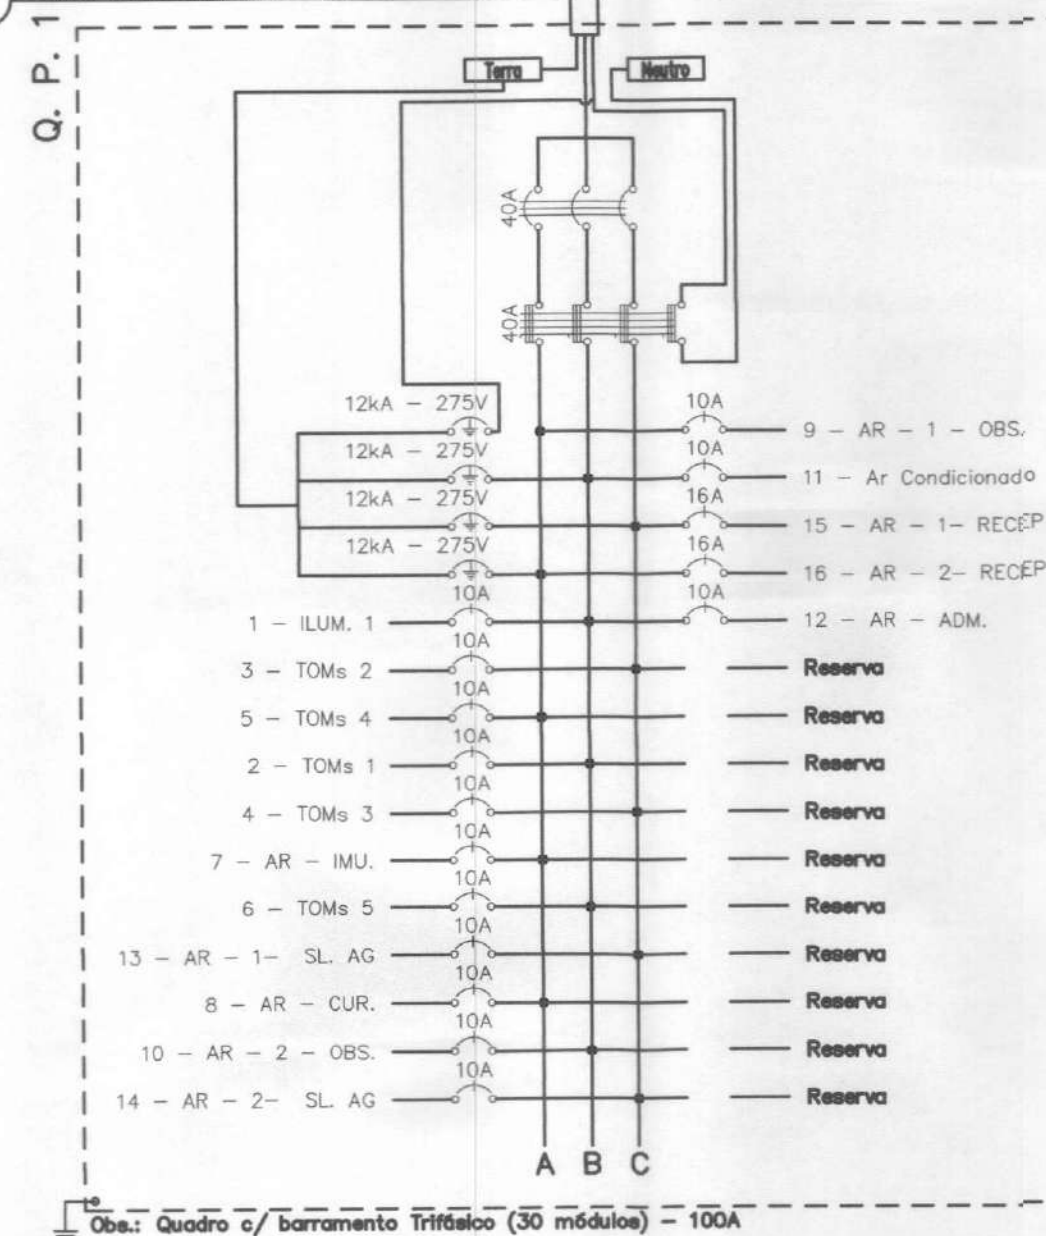 Q. P. 1
Terra
Neutro
40A
40A
12kA - 275V
10A
9 - AR - 1 - OBS.
12kA - 275V
10A
11 - Ar Condicionado
12kA - 275V
16A
15 - AR - 1- RECEP
12kA - 275V
16A
16 - AR - 2- RECEP
10A
1 - ILUM. 1
10A
12 - AR - ADM.
10A
3 - TOMs 2
Reserva
10A
5 - TOMs 4
Reserva
10A
2 - TOMs 1
Reserva
10A
4 - TOMs 3
Reserva
10A
7 - AR - IMU.
Reserva
10A
6 - TOMs 5
Reserva
10A
13 - AR - 1- SL. AG
Reserva
10A
8 - AR - CUR.
Reserva
10A
10 - AR - 2 - OBS.
Reserva
10A
14 - AR - 2- SL. AG
Reserva
A B C
Obs.: Quadro c/ barramento Trifásico (30 módulos) - 100A